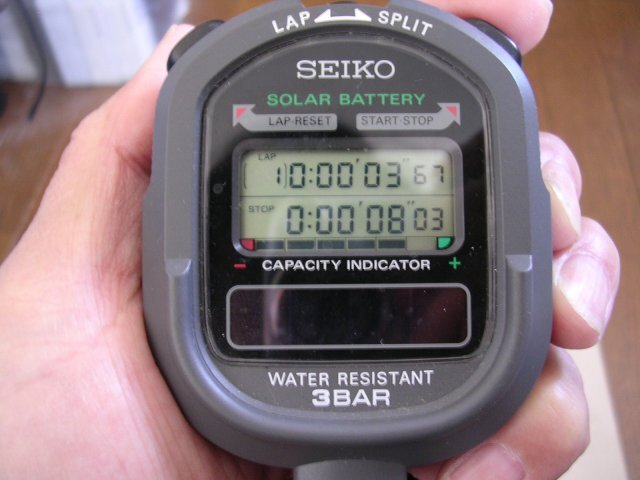 LAP SPLIT
SEIKO
SOLAR BATTERY
LAP·RESET START·STOP
LAP
1 0:00'03"67
STOP
0:00'08"03
− CAPACITY INDICATOR +
WATER RESISTANT
3BAR